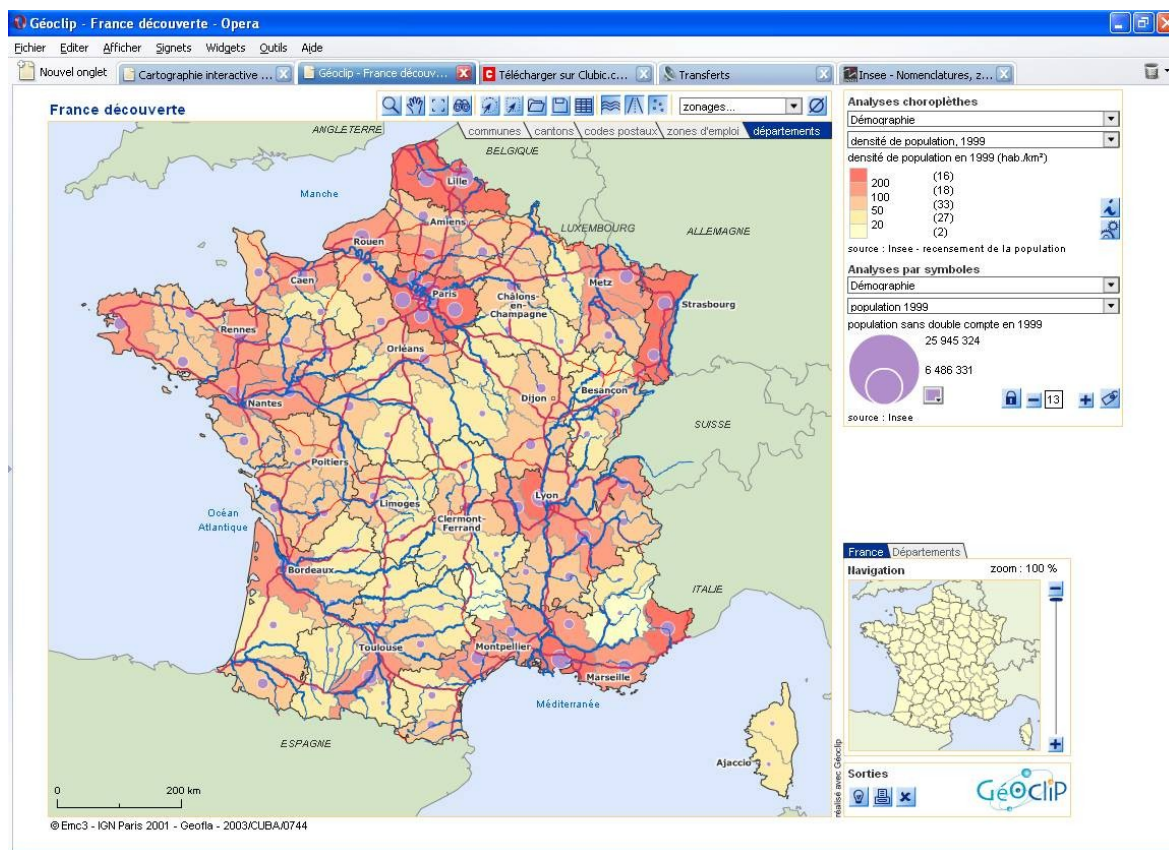 Géoclip - France découverte - Opera
Fichier Editer Afficher Signets Widgets Outils Aide
Nouvel onglet
Cartographie interactive ...
Géoclip - France découv...
Télécharger sur Clubic.c...
Transferts
Insee - Nomenclatures, z...
France découverte
zonages...
communes
cantons
codes postaux
zones d'emploi
départements
ANGLETERRE
BELGIQUE
Lille
Manche
Amiens
LUXEMBOURG
ALLEMAGNE
Rouen
Caen
Paris
Châlons-en-Champagne
Metz
Strasbourg
Rennes
Orléans
Nantes
Dijon
Besançon
SUISSE
Poitiers
Limoges
Clermont-Ferrand
Lyon
Océan Atlantique
Bordeaux
ITALIE
Toulouse
Montpellier
Marseille
Méditerranée
ESPAGNE
Ajaccio
0 200 km
© Emc3 - IGN Paris 2001 - Geofla - 2003/CUBA/0744
réalisé avec Géoclip
Analyses choroplèthes
Démographie
densité de population, 1999
densité de population en 1999 (hab./km²)
(16)
200
(18)
100
(33)
50
(27)
20
(2)
source : Insee - recensement de la population
Analyses par symboles
Démographie
population 1999
population sans double compte en 1999
25 945 324
6 486 331
13
source : Insee
France
Départements
Navigation
zoom : 100 %
Sorties
GéOcliP